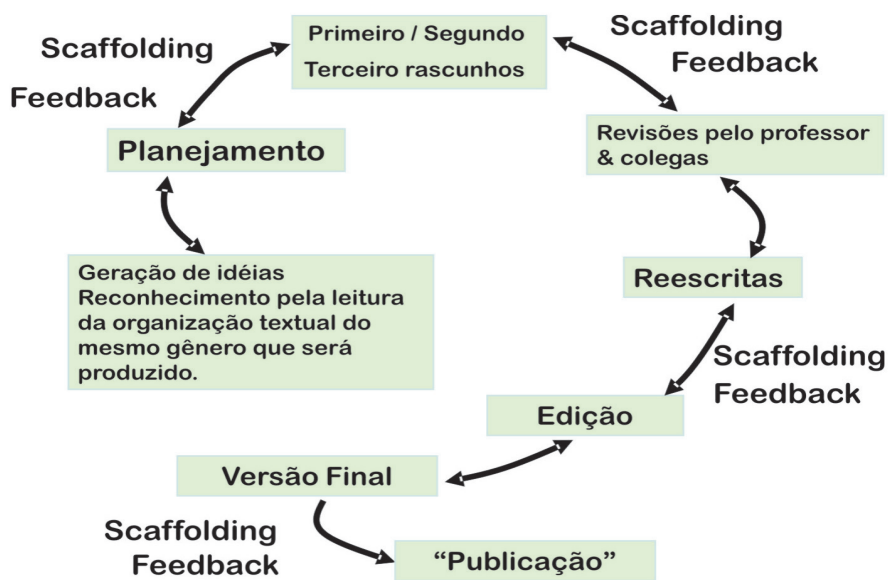 Scaffolding
Feedback
Primeiro / Segundo
Terceiro rascunhos
Scaffolding
Feedback
Planejamento
Revisões pelo professor
& colegas
Geração de idéias
Reconhecimento pela leitura
da organização textual do
mesmo gênero que será
produzido.
Reescritas
Scaffolding
Feedback
Edição
Versão Final
Scaffolding
Feedback
“Publicação”